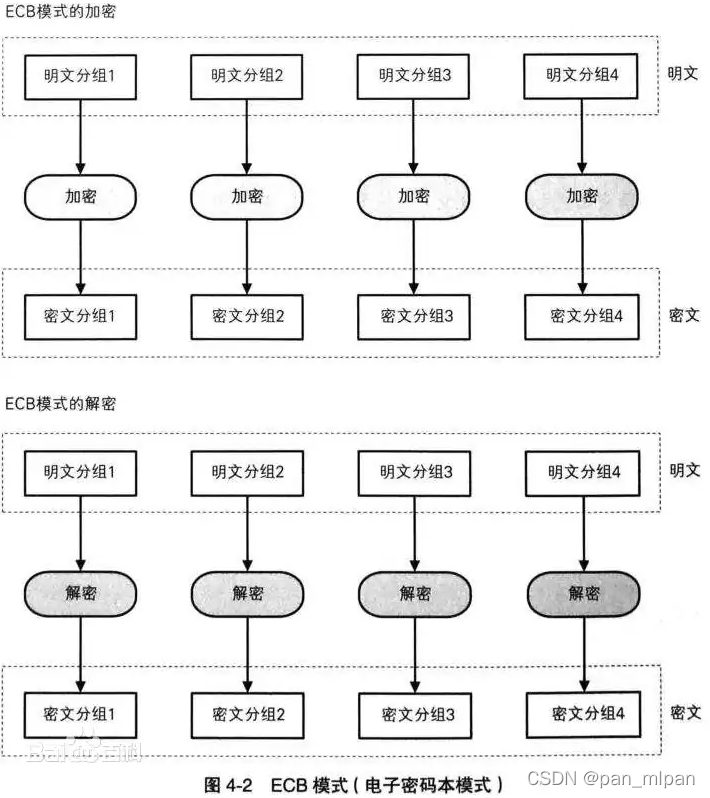 ECB模式的加密
明文分组1 明文分组2 明文分组3 明文分组4 明文
加密 加密 加密 加密
密文分组1 密文分组2 密文分组3 密文分组4 密文
ECB模式的解密
明文分组1 明文分组2 明文分组3 明文分组4 明文
解密 解密 解密 解密
密文分组1 密文分组2 密文分组3 密文分组4 密文
Bai百科
图 4-2 ECB 模式（电子密码本模式）
CSDN @pan_mlpan